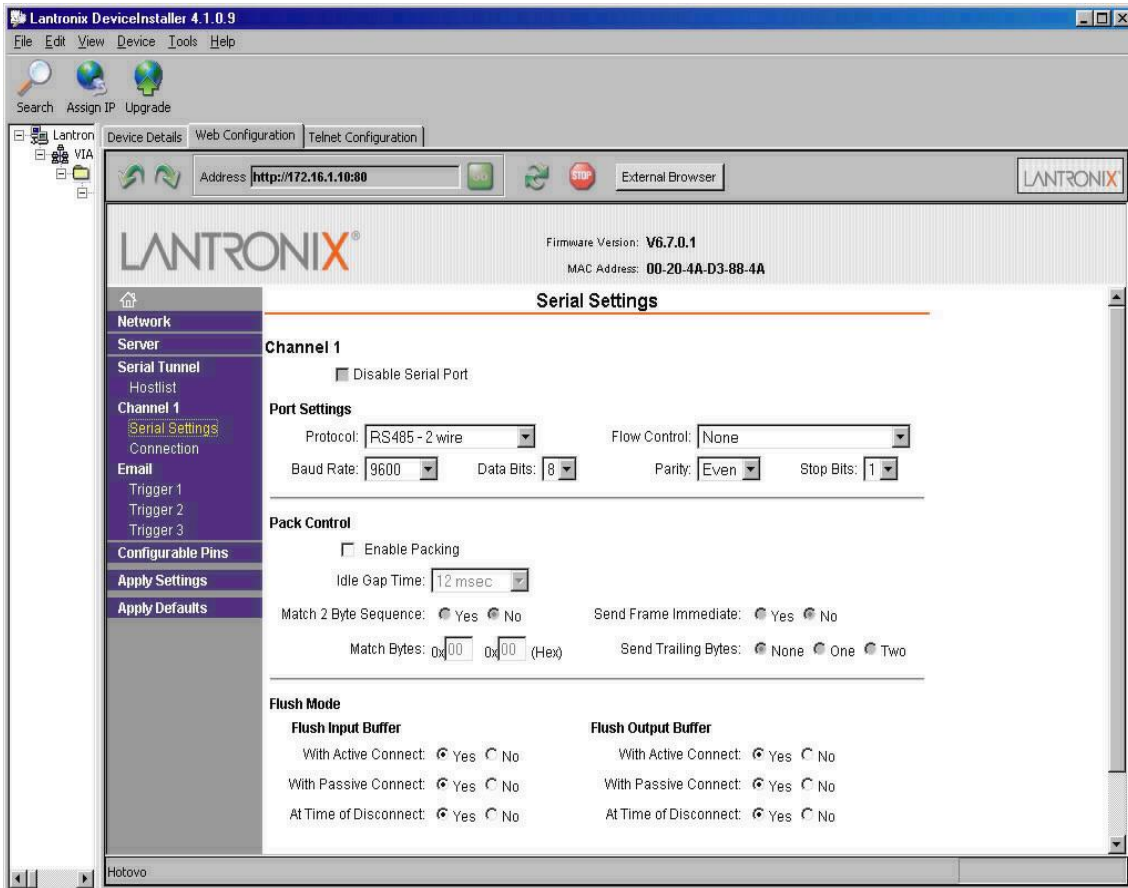 Lantronix DeviceInstaller 4.1.0.9
File Edit View Device Tools Help
Search Assign IP Upgrade
Lantron
VIA
Device Details Web Configuration Telnet Configuration
Address http://172.16.1.10:80 STOP External Browser LANTRONIX
LANTRONIX®
Firmware Version: V6.7.0.1
MAC Address: 00-20-4A-D3-88-4A
Network
Server
Serial Tunnel
Hostlist
Channel 1
Serial Settings
Connection
Email
Trigger 1
Trigger 2
Trigger 3
Configurable Pins
Apply Settings
Apply Defaults
Serial Settings
Channel 1
Disable Serial Port
Port Settings
Protocol: RS485 - 2 wire Flow Control: None
Baud Rate: 9600 Data Bits: 8 Parity: Even Stop Bits: 1
Pack Control
Enable Packing
Idle Gap Time: 12 msec
Match 2 Byte Sequence: Yes No Send Frame Immediate: Yes No
Match Bytes: 0x00 0x00 (Hex) Send Trailing Bytes: None One Two
Flush Mode
Flush Input Buffer Flush Output Buffer
With Active Connect: Yes No With Active Connect: Yes No
With Passive Connect: Yes No With Passive Connect: Yes No
At Time of Disconnect: Yes No At Time of Disconnect: Yes No
Hotovo